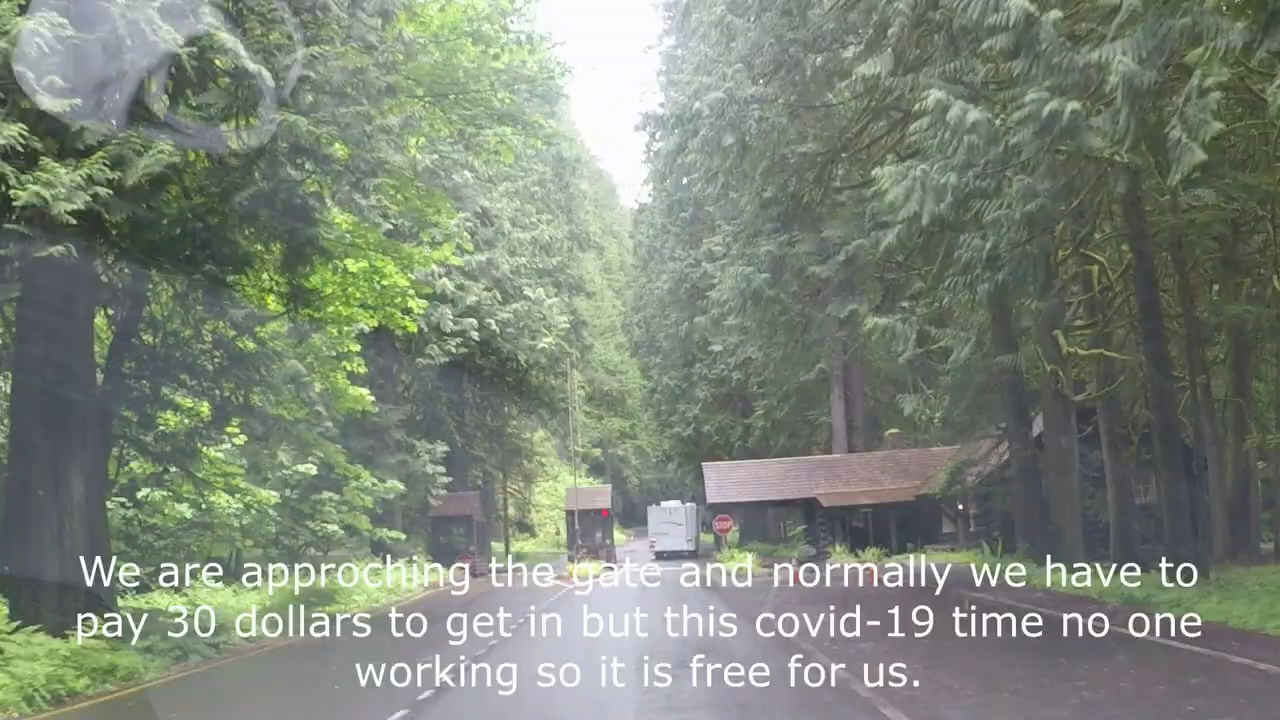 STOP
We are approching the gate and normally we have to
pay 30 dollars to get in but this covid-19 time no one
working so it is free for us.